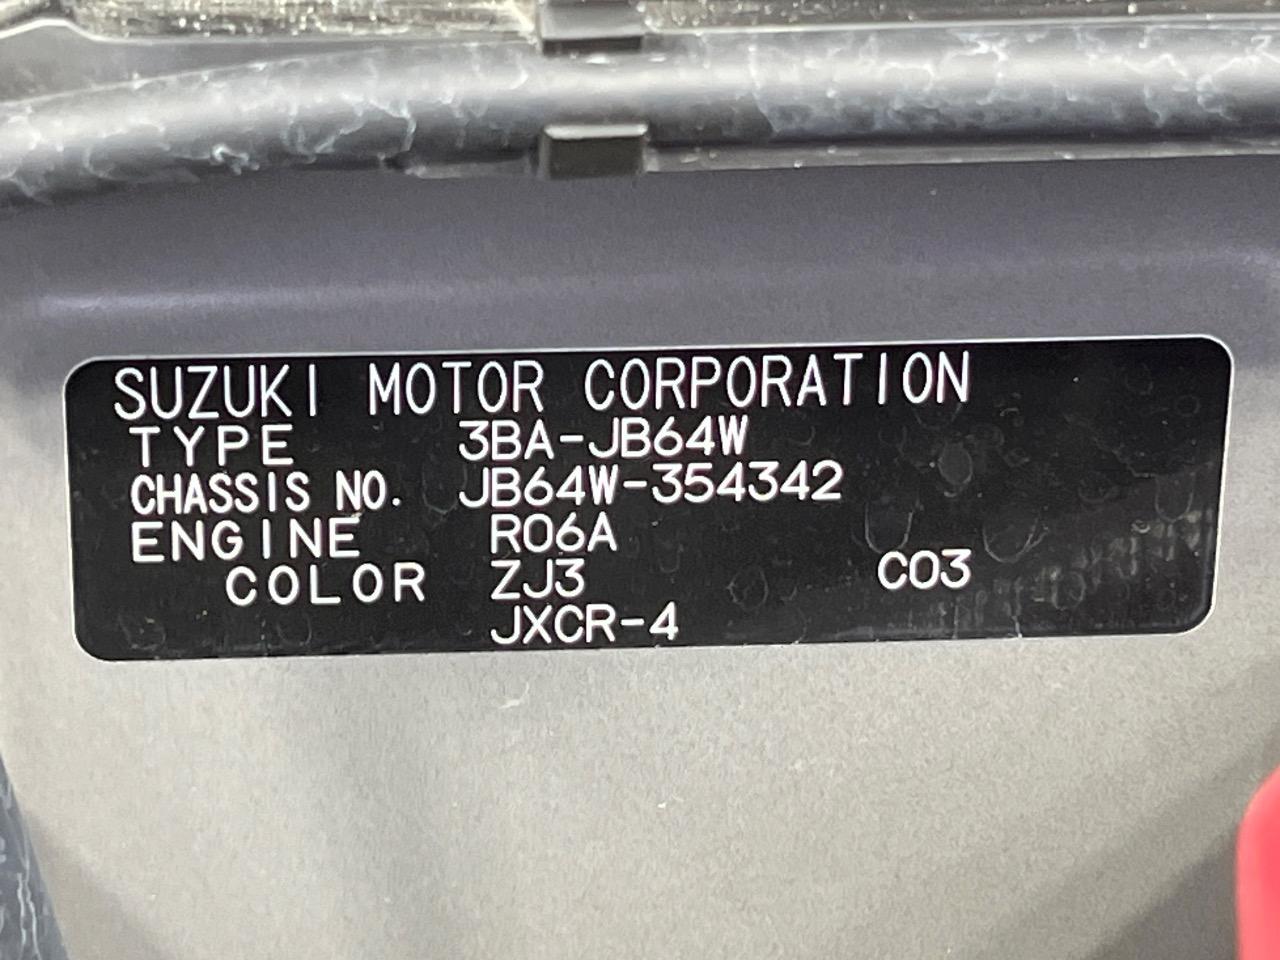 SUZUKI MOTOR CORPORATION
TYPE 3BA-JB64W
CHASSIS NO. JB64W-354342
ENGINE R06A
COLOR ZJ3 C03
JXCR-4